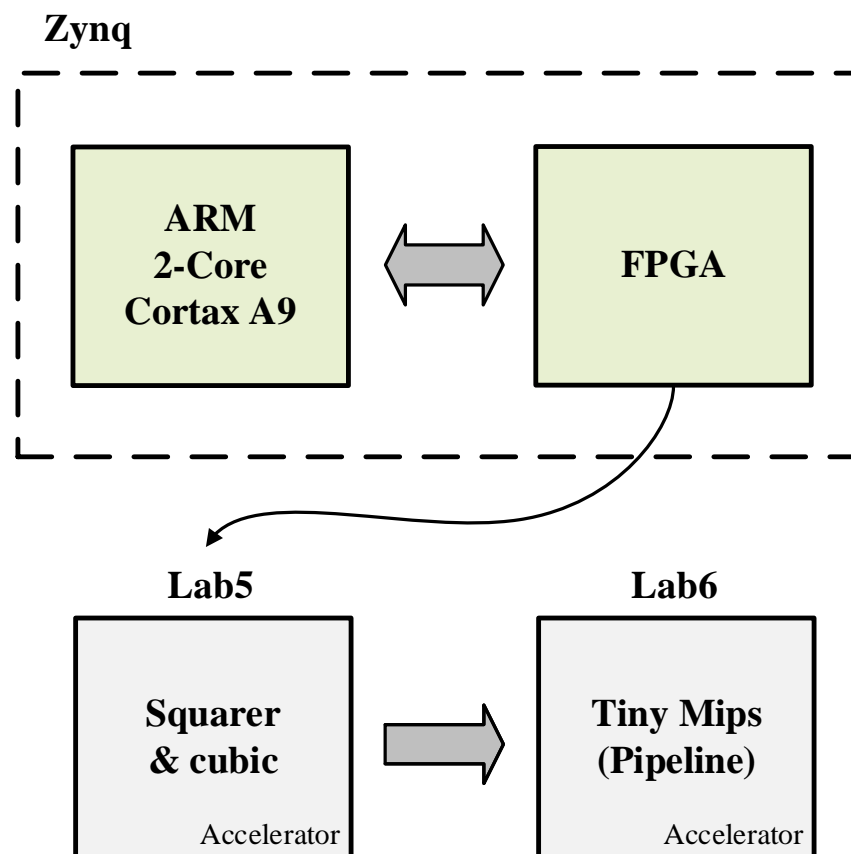 Zynq
ARM
2-Core
Cortax A9
FPGA
Lab5
Lab6
Squarer
& cubic
Accelerator
Tiny Mips
(Pipeline)
Accelerator